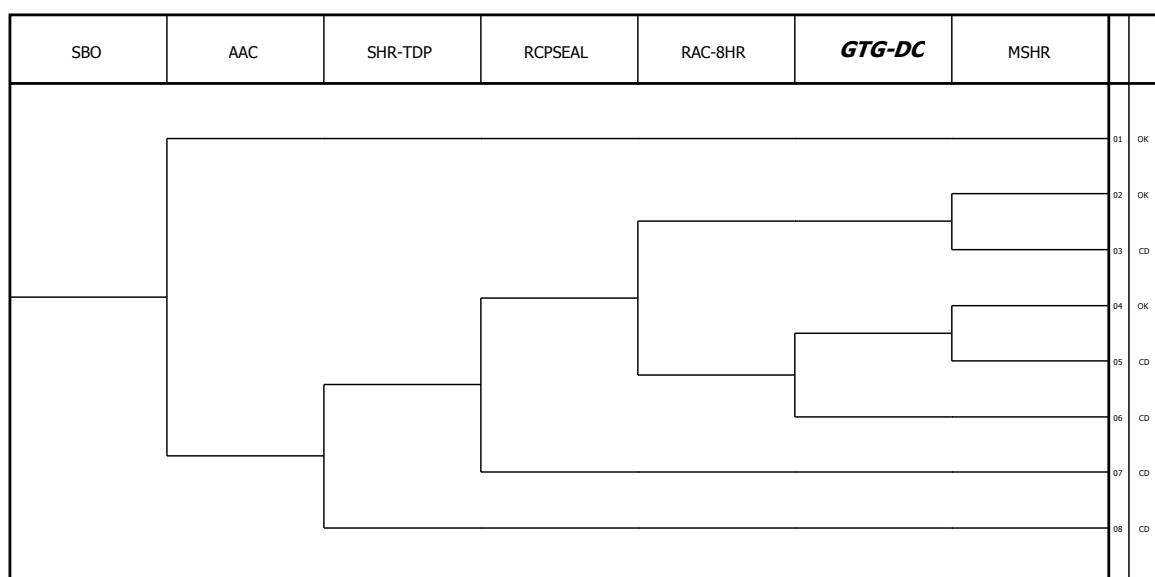 SBO AAC SHR-TDP RCPSEAL RAC-8HR GTG-DC MSHR
01 OK
02 OK
03 CD
04 OK
05 CD
06 CD
07 CD
08 CD